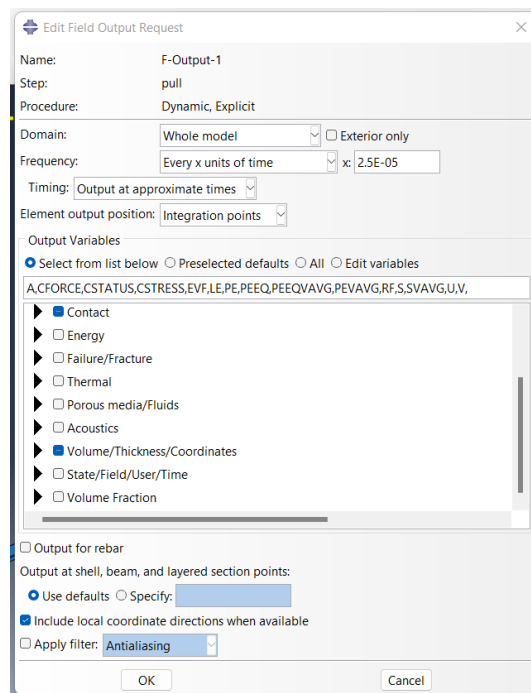 Edit Field Output Request
Name: F-Output-1
Step: pull
Procedure: Dynamic, Explicit
Domain: Whole model Exterior only
Frequency: Every x units of time x: 2.5E-05
Timing: Output at approximate times
Element output position: Integration points
Output Variables
Select from list below Preselected defaults All Edit variables
A,CFORCE,CSTATUS,CSTRESS,EVF,LE,PE,PEEQ,PEEQVAVG,PEVAVG,RF,S,SVAVG,U,V,
Contact
Energy
Failure/Fracture
Thermal
Porous media/Fluids
Acoustics
Volume/Thickness/Coordinates
State/Field/User/Time
Volume Fraction
Output for rebar
Output at shell, beam, and layered section points:
Use defaults Specify:
Include local coordinate directions when available
Apply filter: Antialiasing
OK Cancel